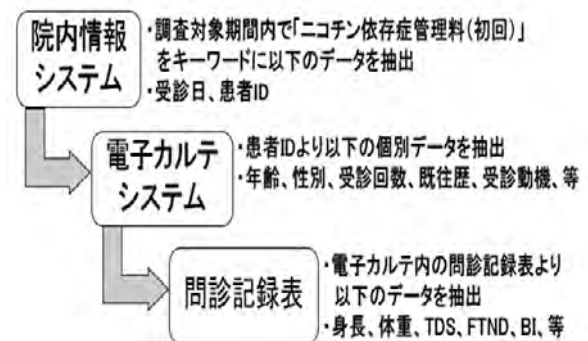 院内情報
システム
・調査対象期間内で「ニコチン依存症管理料(初回)」
をキーワードに以下のデータを抽出
・受診日、患者ID
電子カルテ
システム
・患者IDより以下の個別データを抽出
・年齢、性別、受診回数、既往歴、受診動機、等
問診記録表
・電子カルテ内の問診記録表より
以下のデータを抽出
・身長、体重、TDS、FTND、BI、等